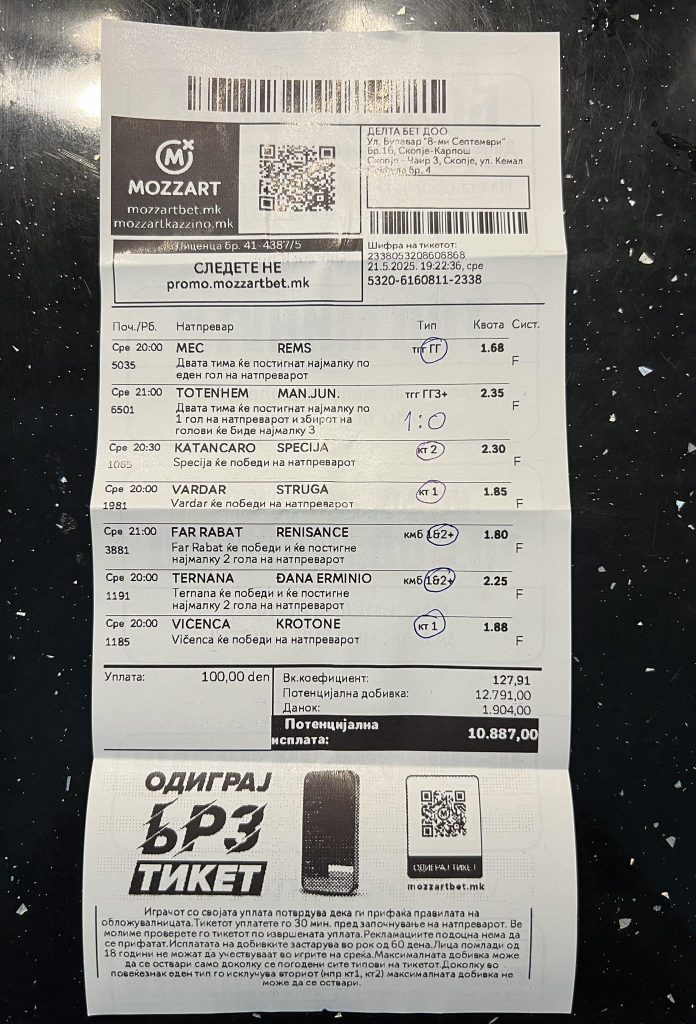 MOZZART
mozzartbet.mk
mozzartkazzino.mk
ДЕЛТА БЕТ ДОО
Ул. Булевар "8-ми Септември"
Бр.16, Скопје-Карпош
Скопје - Чаир 3, Скопје, ул. Кемал
бр. 4
Лиценца бр. 41-4387/5
СЛЕДЕТЕ НЕ
promo.mozzartbet.mk
Шифра на тикетот:
2338053208608868
21.5.2025. 19:22:36, сре
5320-6160811-2338
Поч./Рб. Натпревар Тип Квота Сист.
Сре 20:00 МЕС REMS тгг ГГ 1.68
5035 Двата тима ќе постигнат најмалку по F
еден гол на натпреварот
Сре 21:00 TOTENHEM MAN.JUN. тгг ГГ3+ 2.35
6501 Двата тима ќе постигнат најмалку по F
1 гол на натпреварот и збирот на 1:0
голови ќе биде најмалку 3
Сре 20:30 KATANCARO SPECIJA кт 2 2.30
1065 Specija ќе победи на натпреварот F
Сре 20:00 VARDAR STRUGA кт 1 1.85
1981 Vardar ќе победи на натпреварот F
Сре 21:00 FAR RABAT RENISANCE кмб 1&2+ 1.80
3881 Far Rabat ќе победи и ќе постигне F
најмалку 2 гола на натпреварот
Сре 20:00 TERNANA ĐANA ERMINIO кмб 1&2+ 2.25
1191 Ternana ќе победи и ќе постигне F
најмалку 2 гола на натпреварот
Сре 20:00 VIČENCA KROTONE кт 1 1.88
1185 Vičenca ќе победи на натпреварот F
Уплата: 100,00 den Вк.коефициент: 127,91
Потенцијална добивка: 12.791,00
Данок: 1.904,00
Потенцијална
исплата: 10.887,00
ОДИГРАЈ
БРЗ
ТИКЕТ
ОДИГРАЈ ТИКЕТ
mozzartbet.mk
Играчот со својата уплата потврдува дека ги прифаќа правилата на
обложувалницата.Тикетот уплатете го 30 мин. пред започнување на натпреварот. Ве
молиме проверете го тикетот по извршената уплата.Рекламациите подоцна нема да
се прифатат.Исплатата на добивките застарува во рок од 60 дена.Лица помлади од
18 години не можат да учествуваат во игрите на среќа.Максималната добивка може
да се оствари само доколку се погодени сите типови на тикетот.Доколку во
повеќезнак еден тип го исклучува вториот (нпр кт1, кт2) максималната добивка не
може да се оствари.